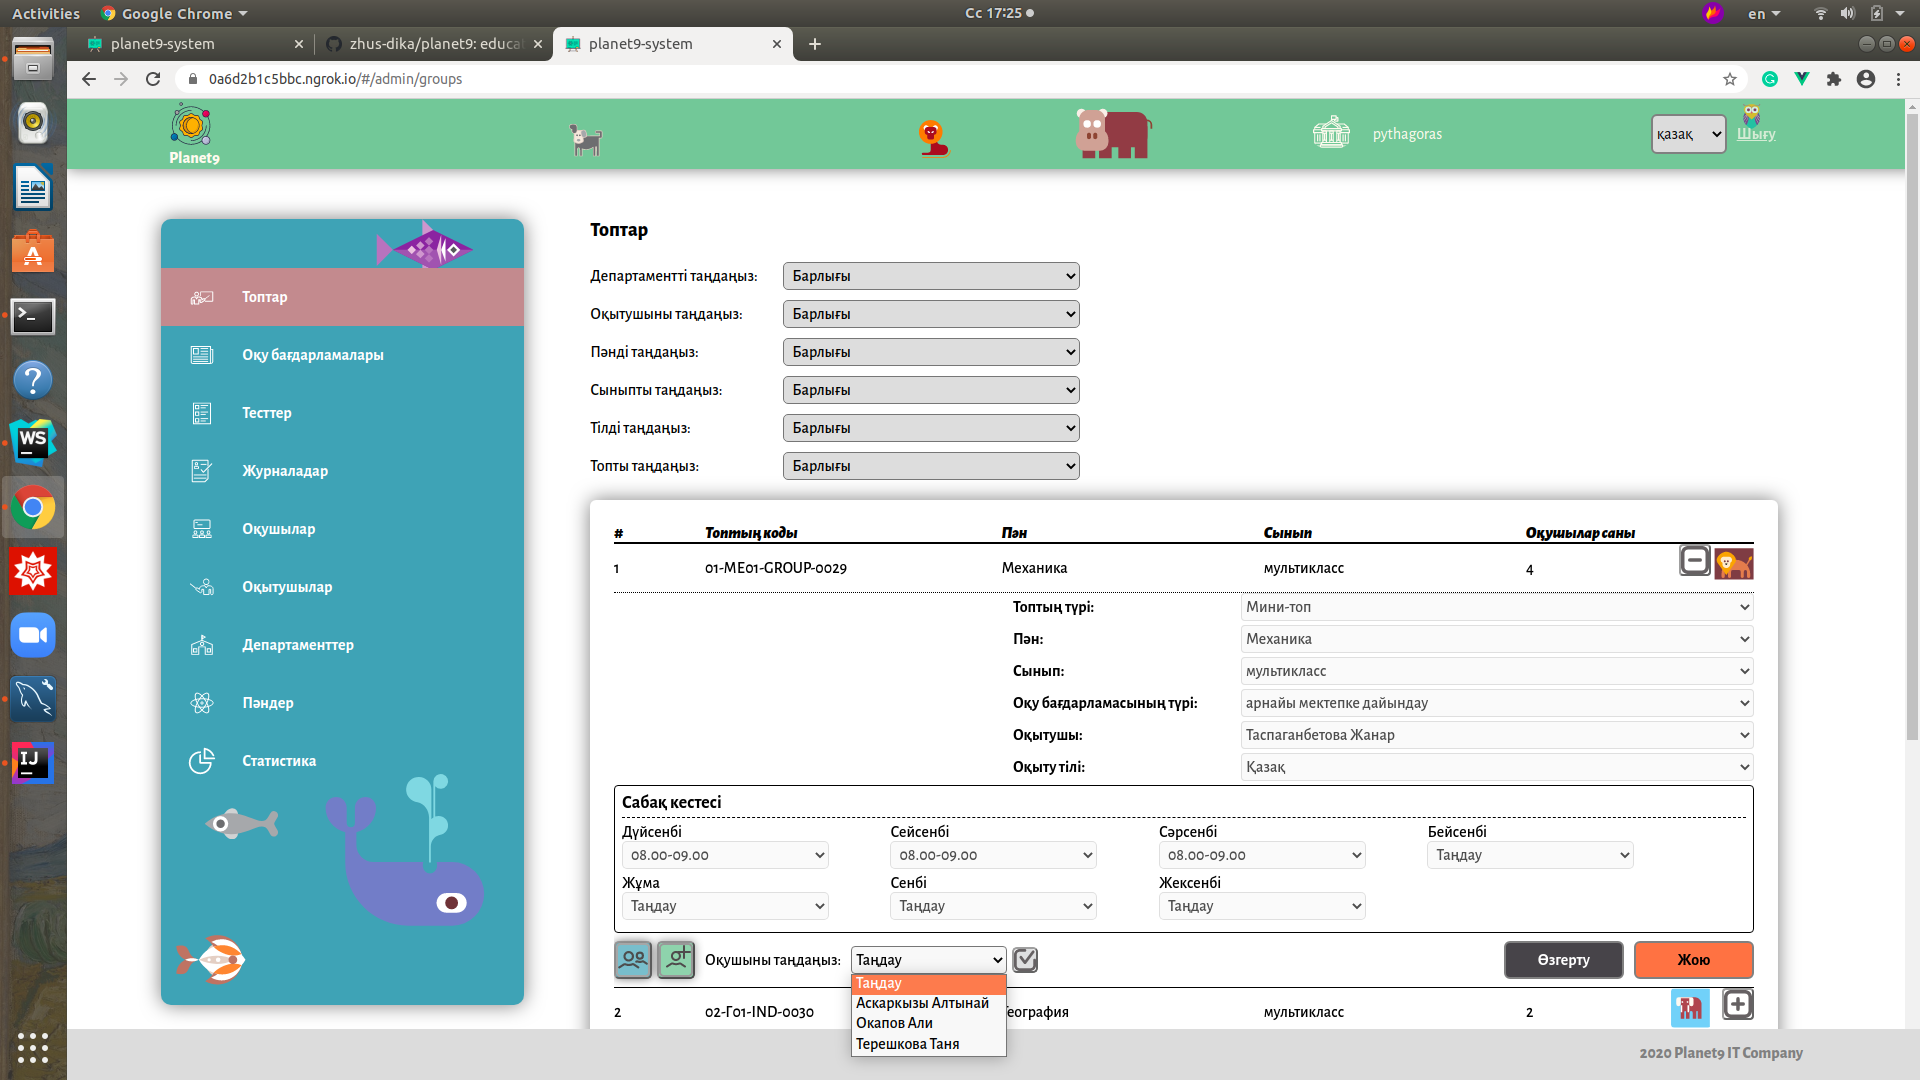 Activities Google Chrome Сс 17:25 en
planet9-system zhus-dika/planet9: educa planet9-system
0a6d2b1c5bbc.ngrok.io/#/admin/groups
Planet9 pythagoras қазақ Шығу
Топтар
Оқу бағдарламалары
Тесттер
Журналадар
Оқушылар
Оқытушылар
Департаменттер
Пәндер
Статистика
Топтар
Департаментті таңдаңыз: Барлығы
Оқытушыны таңдаңыз: Барлығы
Пәнді таңдаңыз: Барлығы
Сыныпты таңдаңыз: Барлығы
Тілді таңдаңыз: Барлығы
Топты таңдаңыз: Барлығы
# Топтың коды Пән Сынып Оқушылар саны
1 01-ME01-GROUP-0029 Механика мультикласс 4
Топтың түрі: Мини-топ
Пән: Механика
Сынып: мультикласс
Оқу бағдарламасының түрі: арнайы мектепке дайындау
Оқытушы: Таспаганбетова Жанар
Оқыту тілі: Қазақ
Сабақ кестесі
Дүйсенбі Сейсенбі Сәрсенбі Бейсенбі
08.00-09.00 08.00-09.00 08.00-09.00 Таңдау
Жұма Сенбі Жексенбі
Таңдау Таңдау Таңдау
Оқушыны таңдаңыз: Таңдау Өзгерту Жою
Таңдау
Аскаркызы Алтынай
Окапов Али
Терешкова Таня
2 02-Г01-IND-0030 География мультикласс 2
2020 Planet9 IT Company
WS
IJ